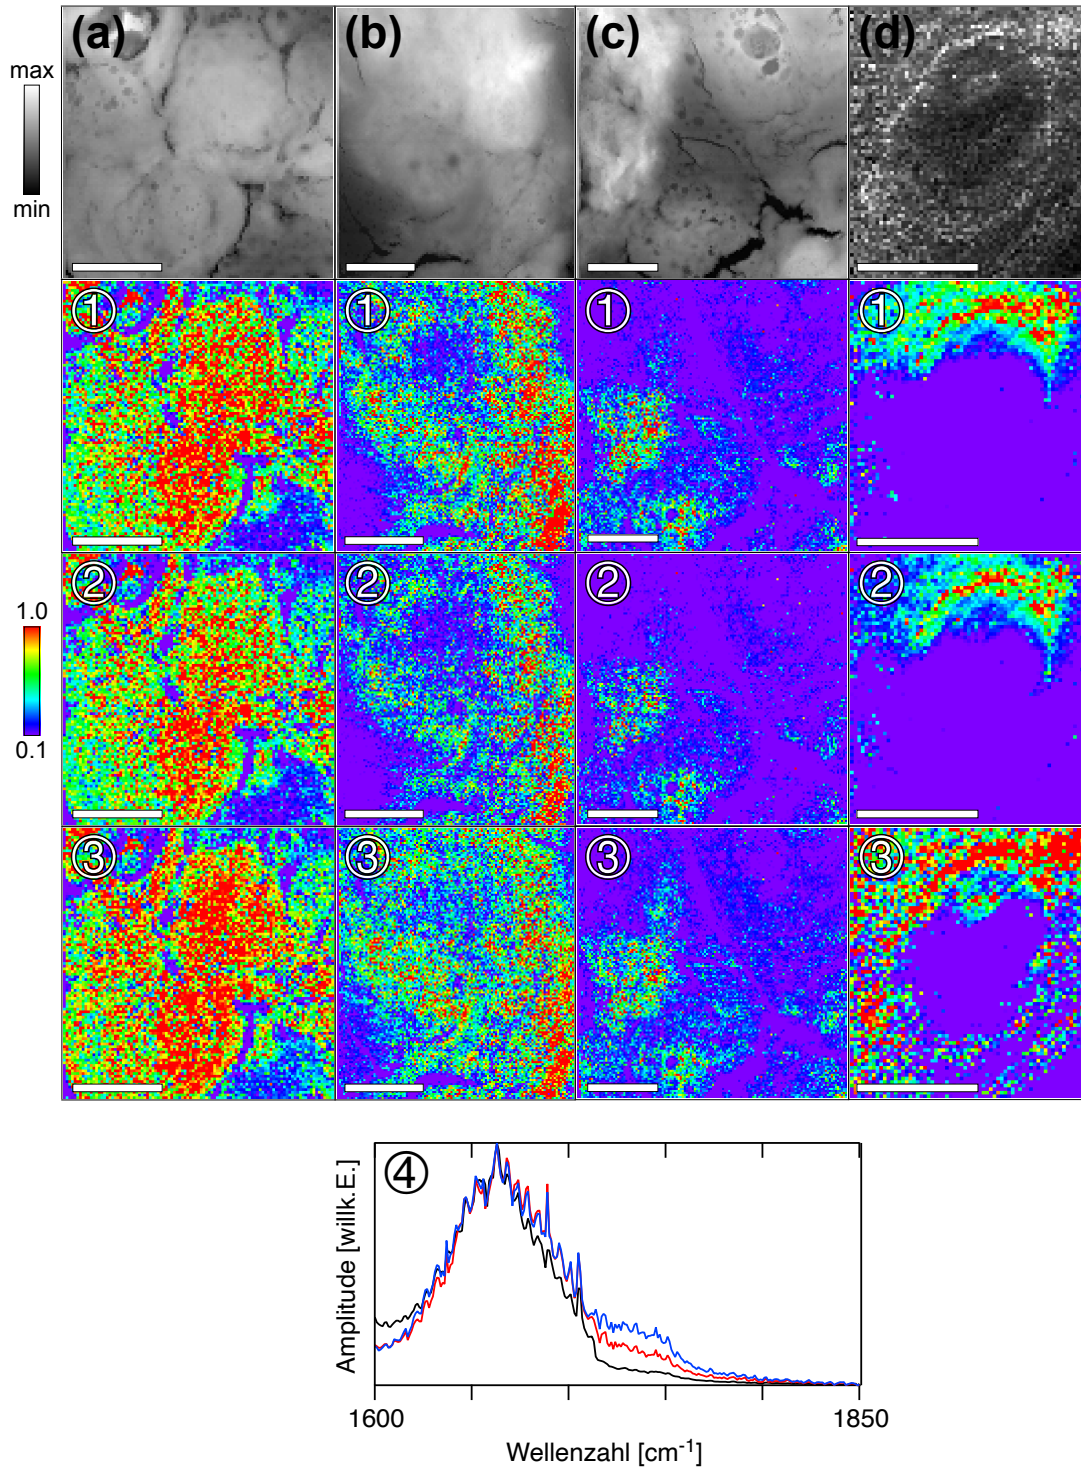 (a) (b) (c) (d)
max
min
① ① ① ①
② ② ② ②
1.0
0.1
③ ③ ③ ③
④
Amplitude [willk.E.]
1600 1850
Wellenzahl [cm⁻¹]